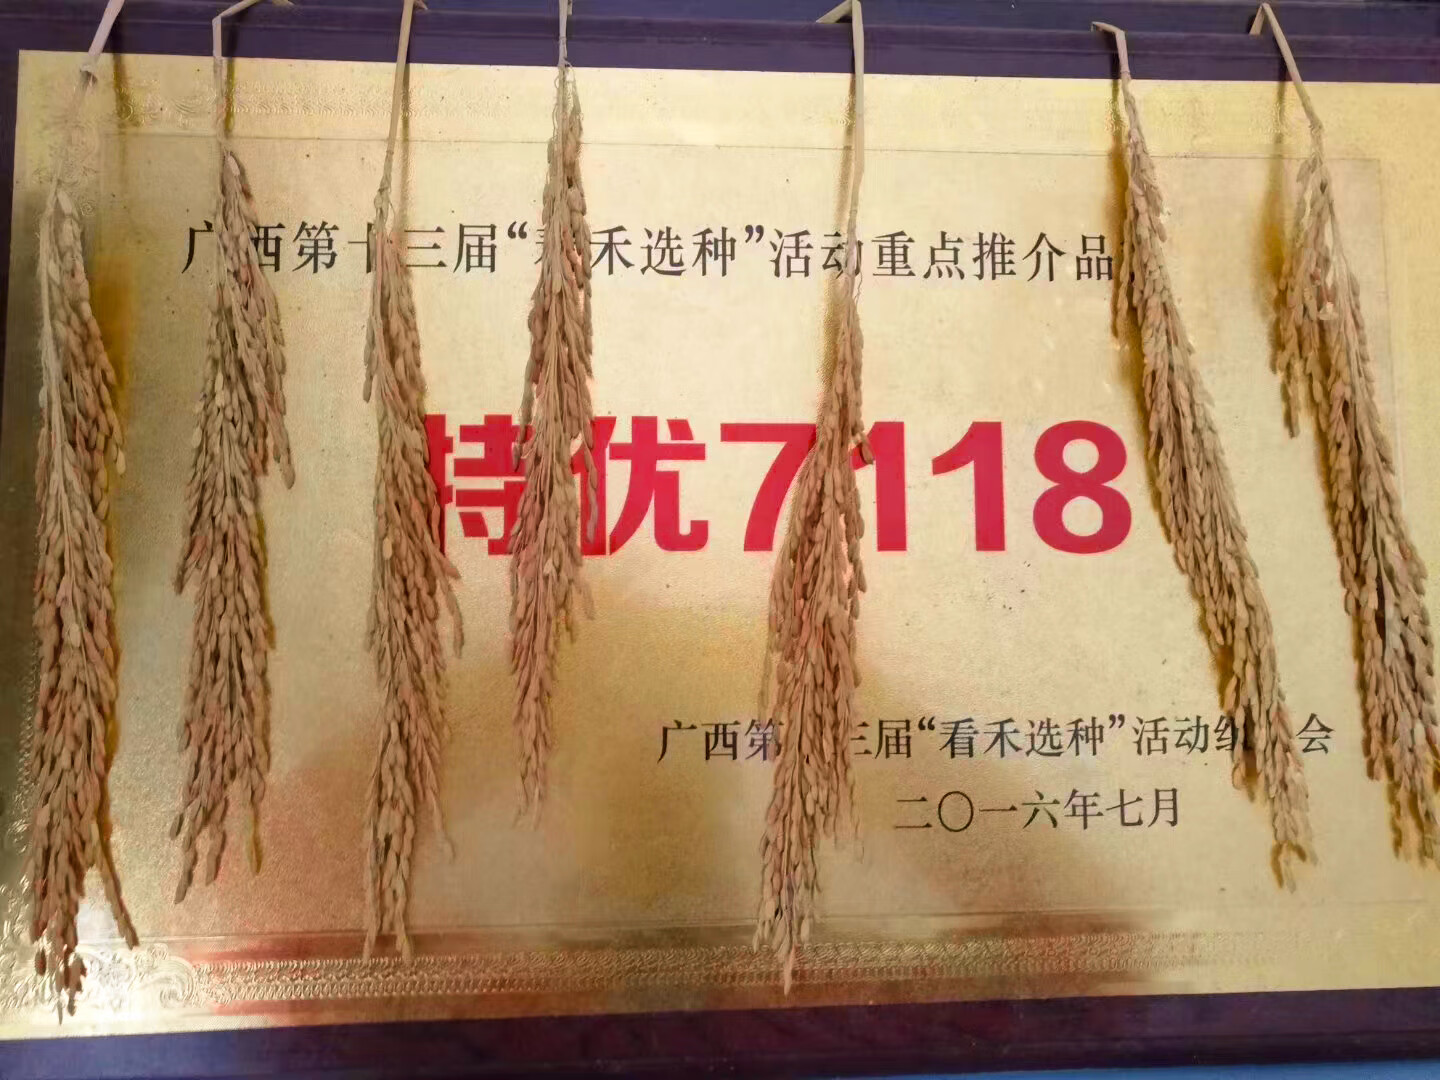 广西第十三届“看禾选种”活动重点推介品
特优7118
广西第十三届“看禾选种”活动组 会
二〇一六年七月